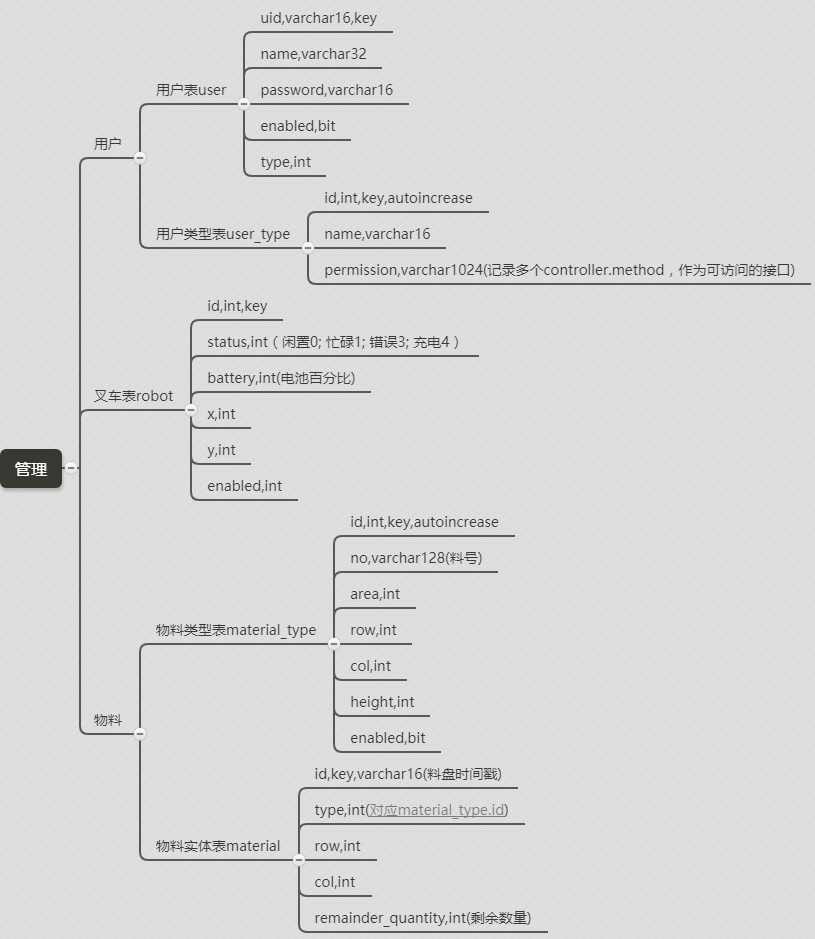 管理
用户
用户表user
uid,varchar16,key
name,varchar32
password,varchar16
enabled,bit
type,int
用户类型表user_type
id,int,key,autoincrease
name,varchar16
permission,varchar1024(记录多个controller.method，作为可访问的接口)
叉车表robot
id,int,key
status,int（闲置0; 忙碌1; 错误3; 充电4）
battery,int(电池百分比)
x,int
y,int
enabled,int
物料
物料类型表material_type
id,int,key,autoincrease
no,varchar128(料号)
area,int
row,int
col,int
height,int
enabled,bit
物料实体表material
id,key,varchar16(料盘时间戳)
type,int(对应material_type.id)
row,int
col,int
remainder_quantity,int(剩余数量)